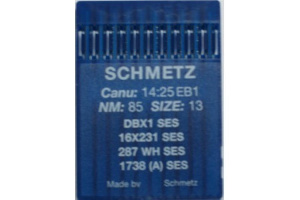 SCHMETZ
Canu: 14:25 EB1
NM: 85 SIZE: 13
DBX1 SES
16X231 SES
287 WH SES
1738 (A) SES
Made by Schmetz